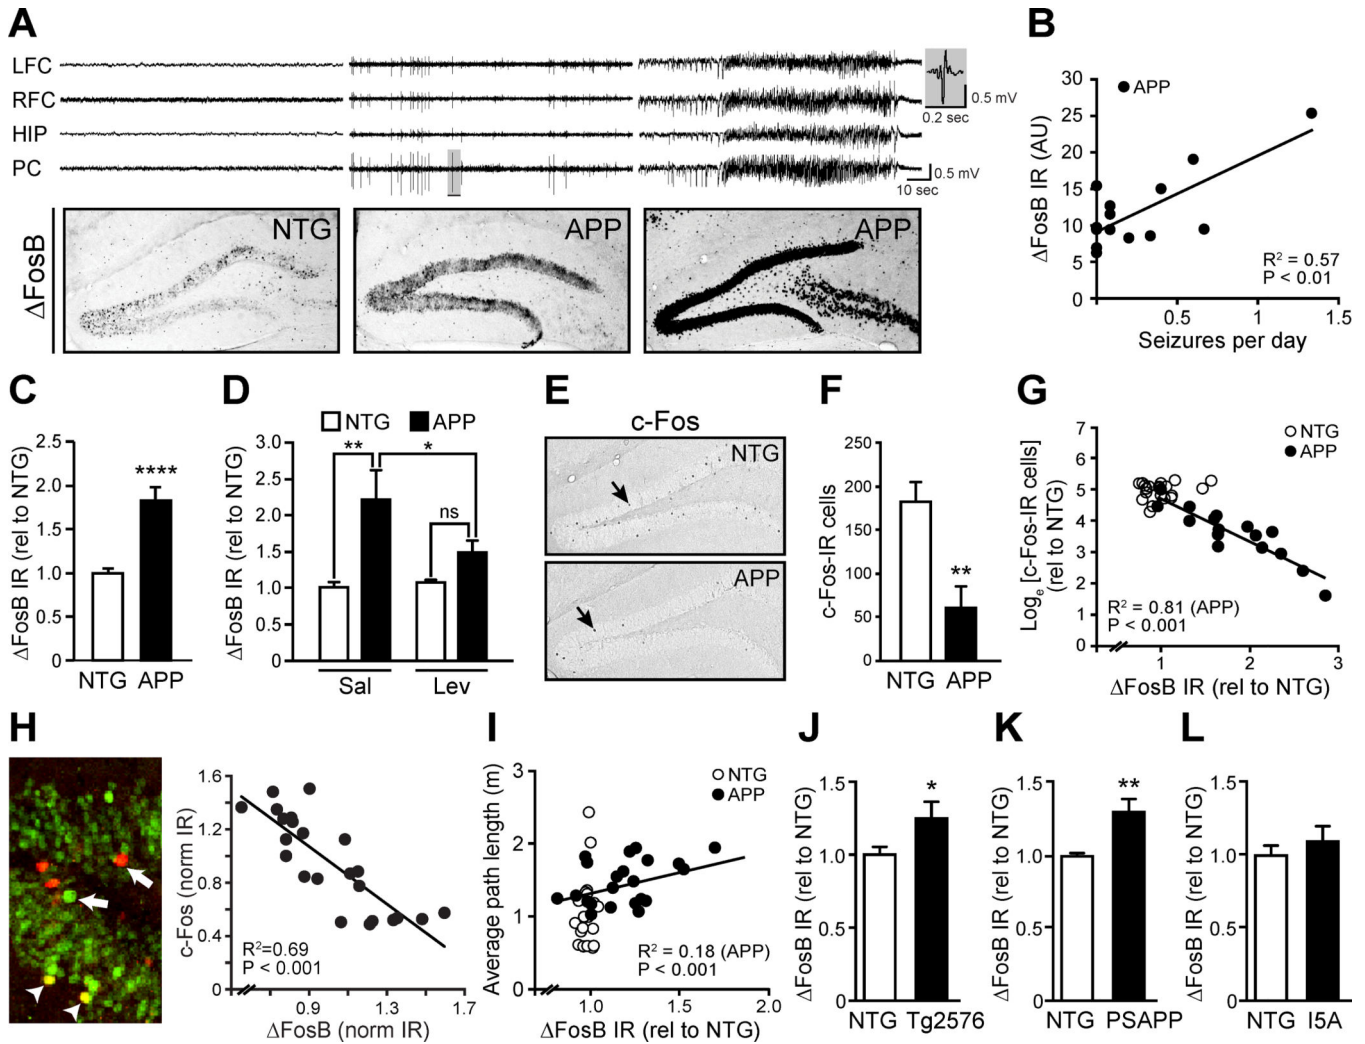 A
LFC
RFC
HIP
PC
0.5 mV
0.2 sec
0.5 mV
10 sec
ΔFosB
NTG
APP
APP
B
ΔFosB IR (AU)
30
25
20
15
10
5
0
APP
R² = 0.57
P < 0.01
0.5
1
1.5
Seizures per day
C
ΔFosB IR (rel to NTG)
2.5
2.0
1.5
1.0
0.5
0
****
NTG APP
D
NTG APP
ΔFosB IR (rel to NTG)
3.0
2.5
2.0
1.5
1.0
0.5
0
**
*
ns
Sal
Lev
E
c-Fos
NTG
APP
F
c-Fos-IR cells
250
200
150
100
50
0
**
NTG APP
G
Logₑ [c-Fos-IR cells]
(rel to NTG)
7
6
5
4
3
2
1
0
NTG
APP
R² = 0.81 (APP)
P < 0.001
1
2
3
ΔFosB IR (rel to NTG)
H
c-Fos (norm IR)
1.6
1.2
0.8
0.4
0
R²=0.69
P < 0.001
0.9
1.3
1.7
ΔFosB (norm IR)
I
Average path length (m)
3
2
1
0
NTG
APP
R² = 0.18 (APP)
P < 0.001
1.0
1.5
2.0
ΔFosB IR (rel to NTG)
J
ΔFosB IR (rel to NTG)
1.5
1.0
0.5
0
*
NTG Tg2576
K
ΔFosB IR (rel to NTG)
1.5
1.0
0.5
0
**
NTG PSAPP
L
ΔFosB IR (rel to NTG)
1.5
1.0
0.5
0
NTG I5A